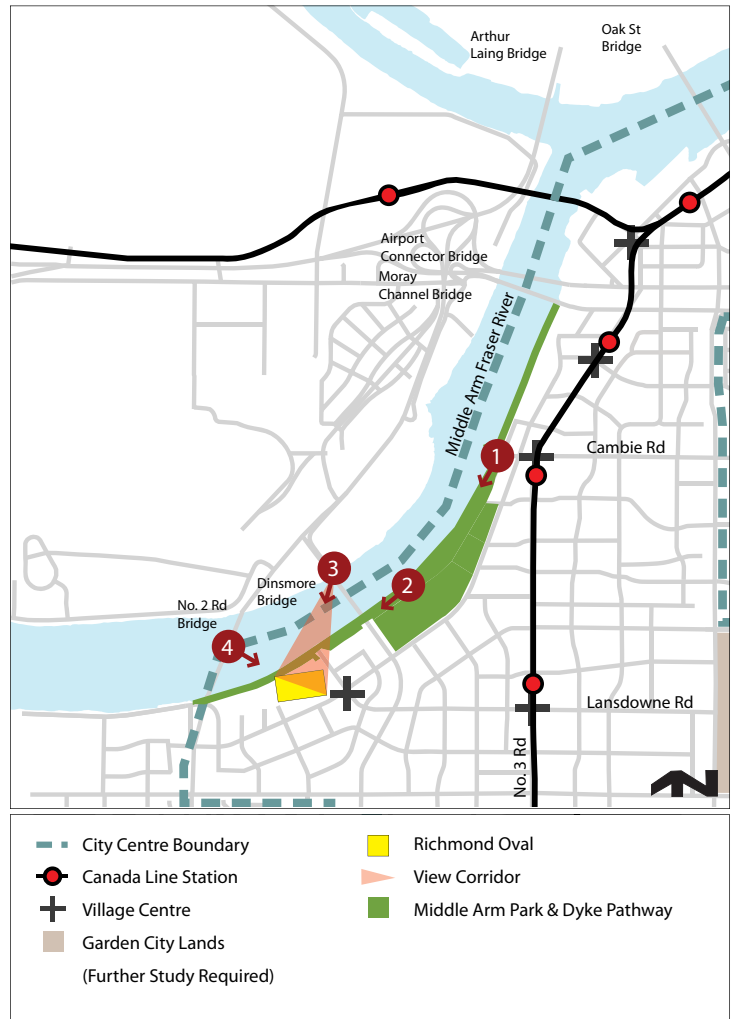 Arthur
Laing Bridge
Oak St
Bridge
Airport
Connector Bridge
Moray
Channel Bridge
Middle Arm Fraser River
1
Cambie Rd
3
Dinsmore
Bridge
2
No. 2 Rd
Bridge
4
Lansdowne Rd
No. 3 Rd
N
City Centre Boundary
Canada Line Station
Village Centre
Garden City Lands
(Further Study Required)
Richmond Oval
View Corridor
Middle Arm Park & Dyke Pathway